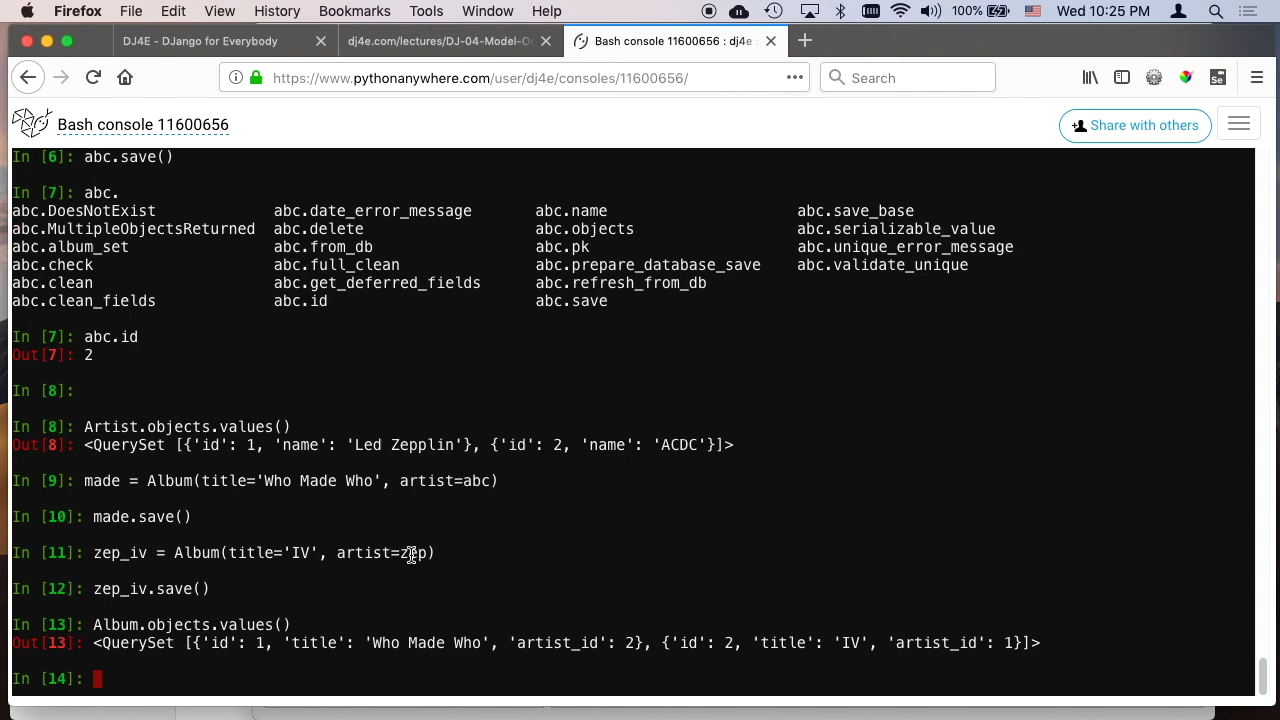 Firefox File Edit View History Bookmarks Tools Window Help 100% Wed 10:25 PM
DJ4E - DJango for Everybody dj4e.com/lectures/DJ-04-Model-O Bash console 11600656 : dj4e :
https://www.pythonanywhere.com/user/dj4e/consoles/11600656/ Search Se
Bash console 11600656 Share with others
In [6]: abc.save()
In [7]: abc.
abc.DoesNotExist abc.date_error_message abc.name abc.save_base
abc.MultipleObjectsReturned abc.delete abc.objects abc.serializable_value
abc.album_set abc.from_db abc.pk abc.unique_error_message
abc.check abc.full_clean abc.prepare_database_save abc.validate_unique
abc.clean abc.get_deferred_fields abc.refresh_from_db
abc.clean_fields abc.id abc.save
In [7]: abc.id
Out[7]: 2
In [8]:
In [8]: Artist.objects.values()
Out[8]: <QuerySet [{'id': 1, 'name': 'Led Zepplin'}, {'id': 2, 'name': 'ACDC'}]>
In [9]: made = Album(title='Who Made Who', artist=abc)
In [10]: made.save()
In [11]: zep_iv = Album(title='IV', artist=zep)
In [12]: zep_iv.save()
In [13]: Album.objects.values()
Out[13]: <QuerySet [{'id': 1, 'title': 'Who Made Who', 'artist_id': 2}, {'id': 2, 'title': 'IV', 'artist_id': 1}]>
In [14]: